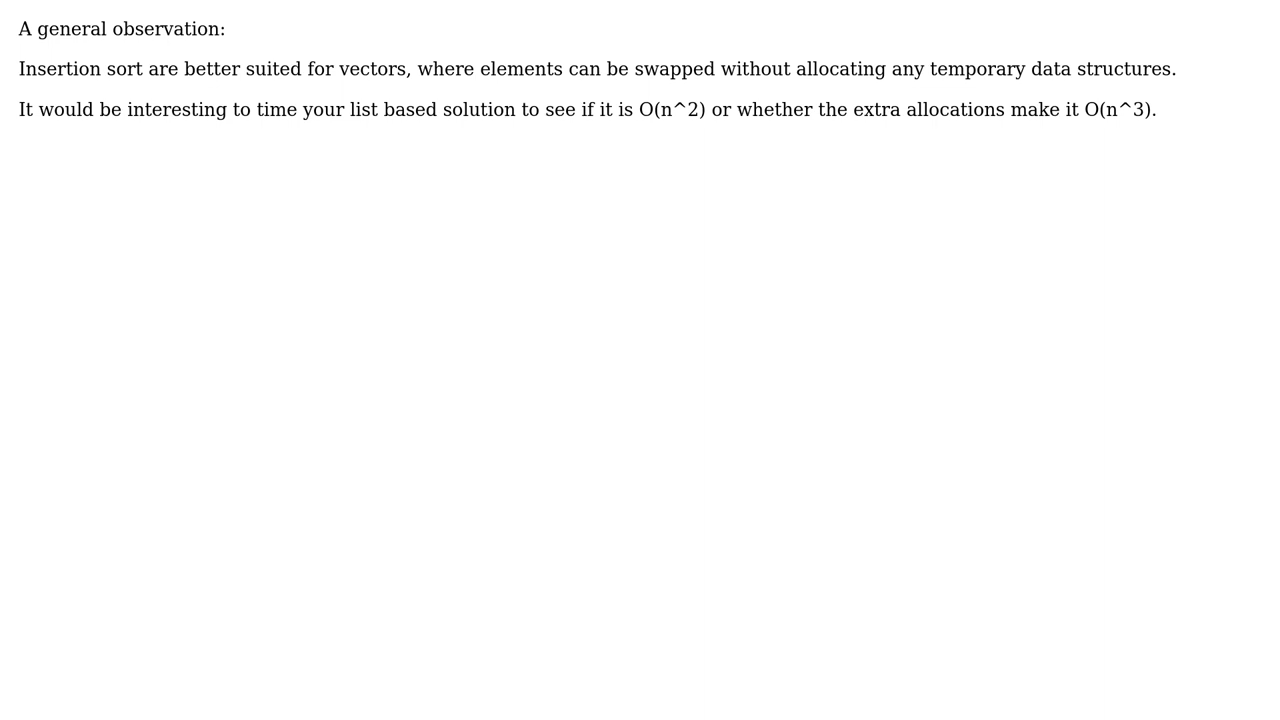 A general observation:
Insertion sort are better suited for vectors, where elements can be swapped without allocating any temporary data structures.
It would be interesting to time your list based solution to see if it is O(n^2) or whether the extra allocations make it O(n^3).